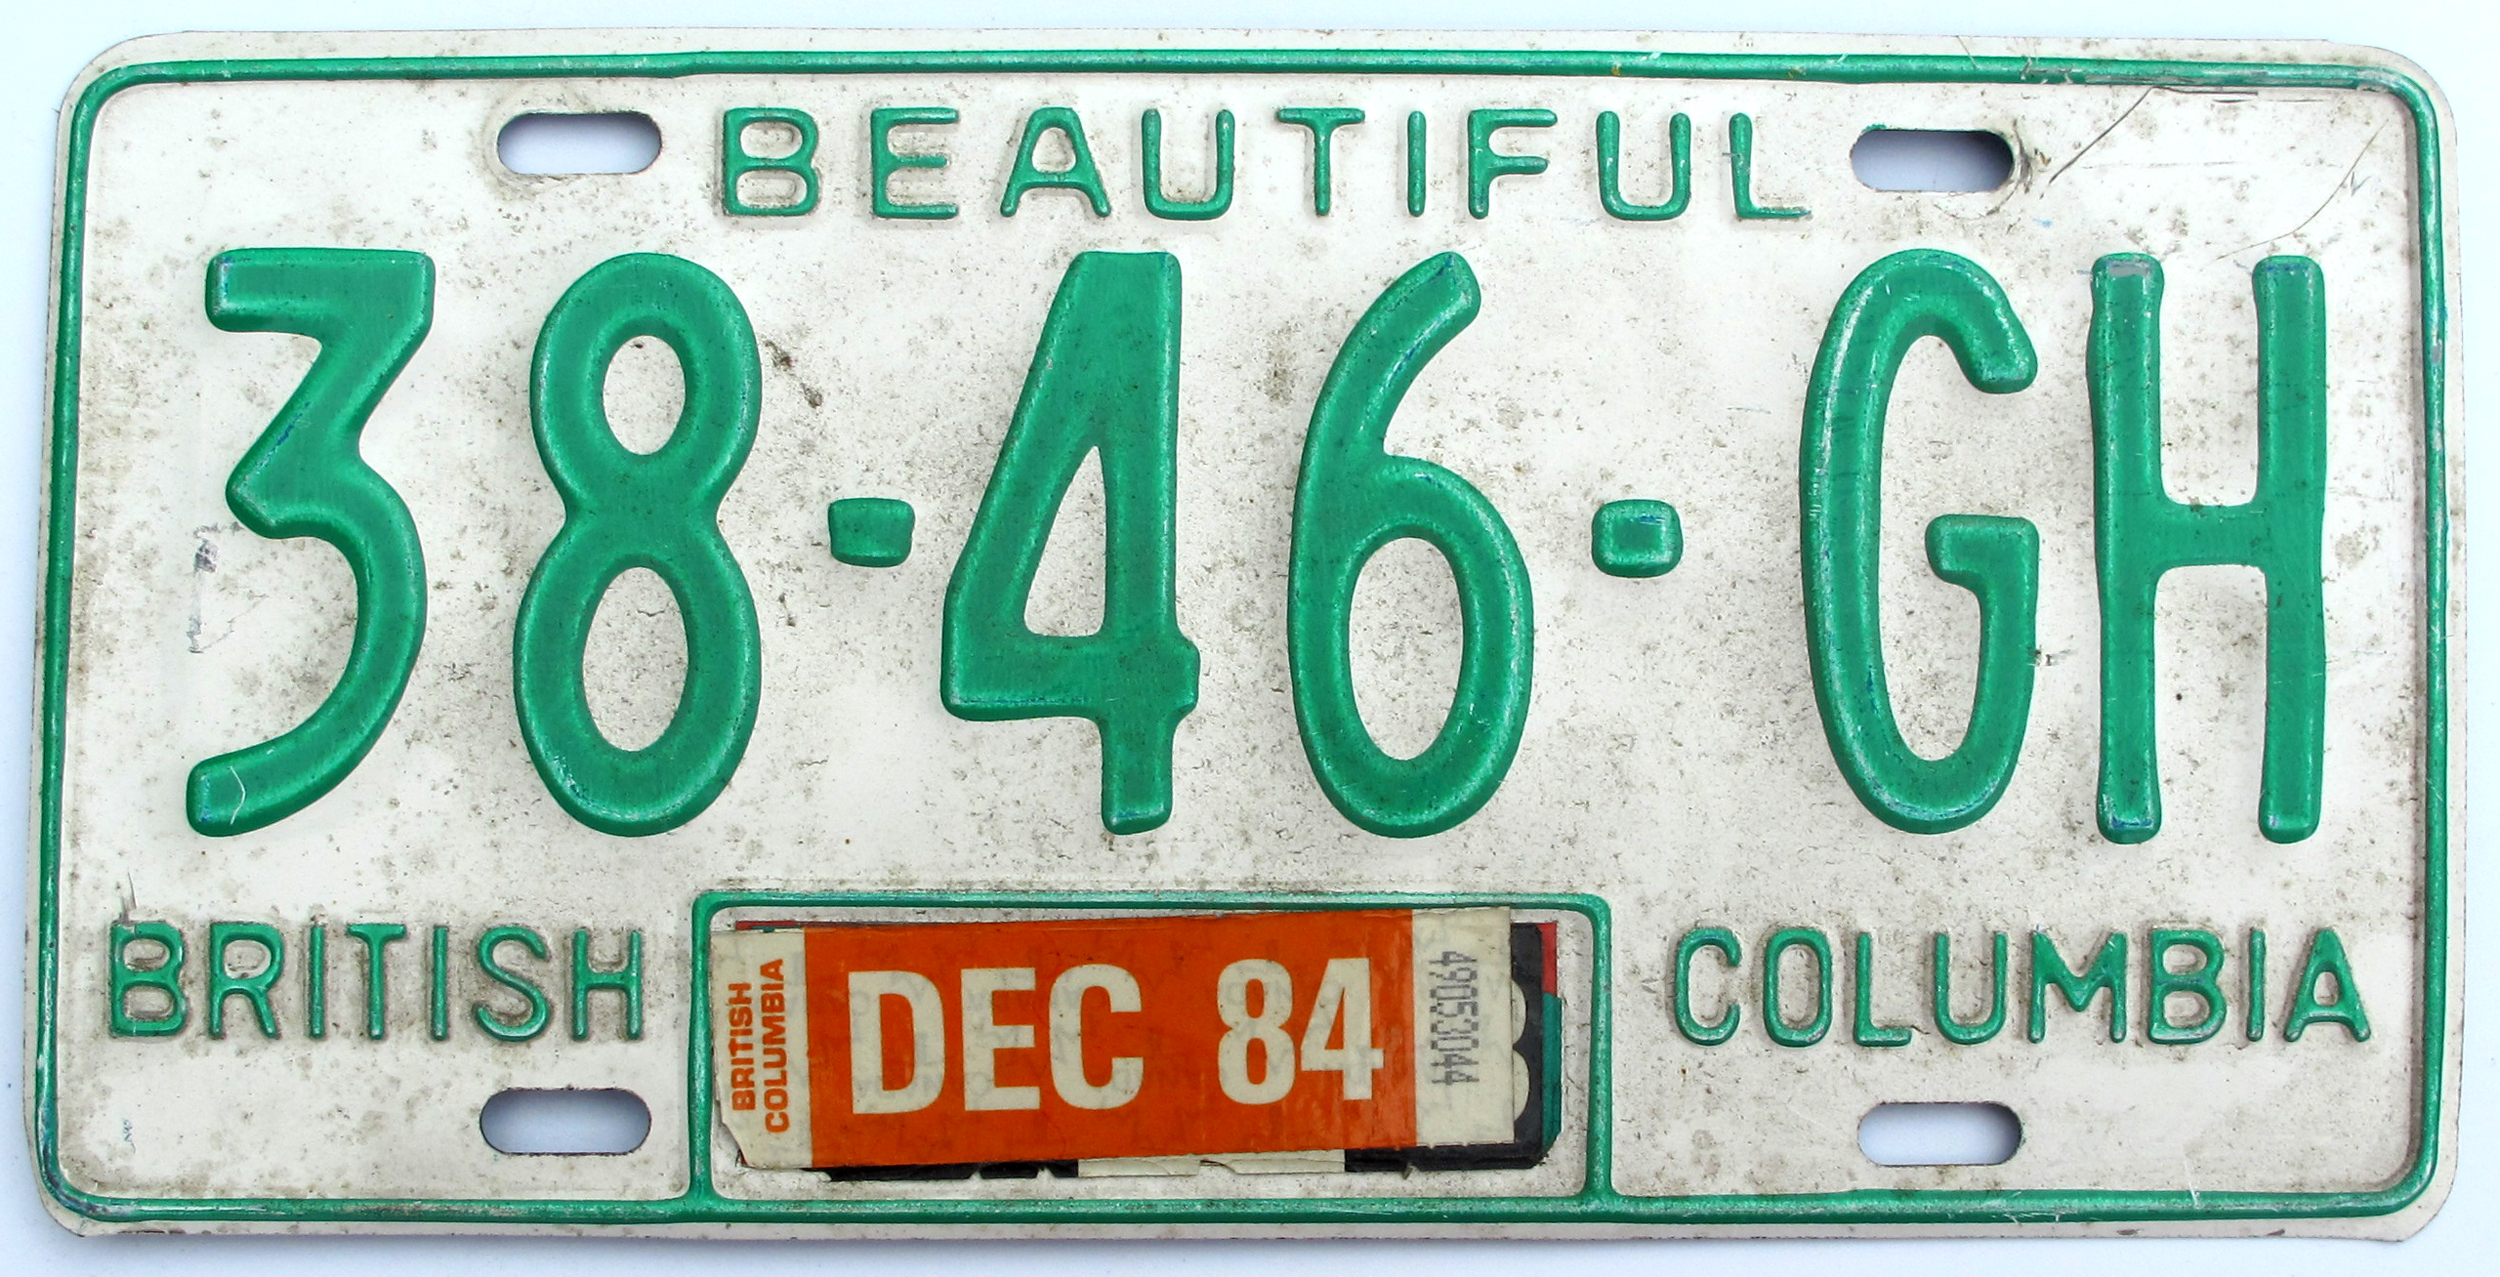 BEAUTIFUL
38-46-GH
BRITISH
BRITISH
COLUMBIA
DEC 84
49053044
COLUMBIA